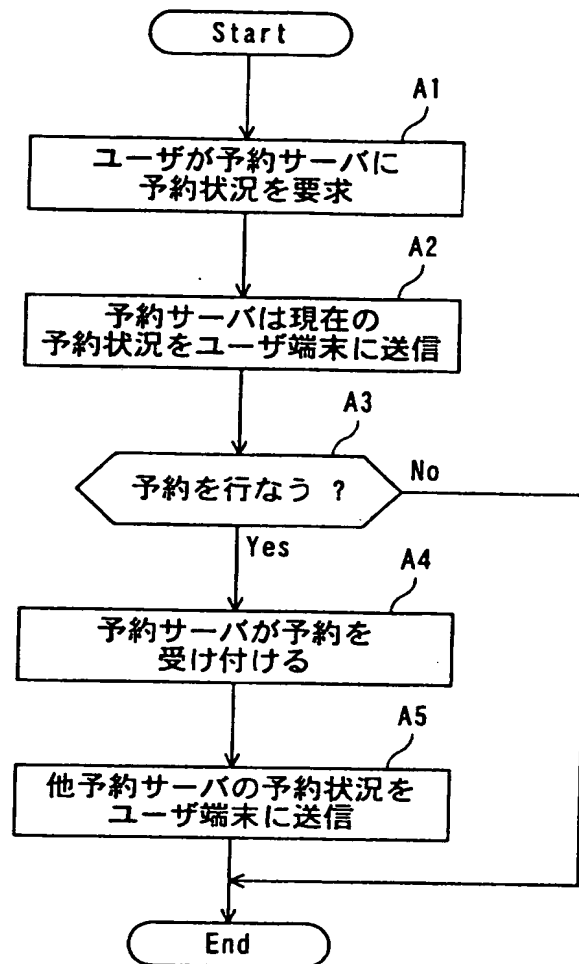 Start
A1
ユーザが予約サーバに
予約状況を要求
A2
予約サーバは現在の
予約状況をユーザ端末に送信
A3
予約を行なう ?
No
Yes
A4
予約サーバが予約を
受け付ける
A5
他予約サーバの予約状況を
ユーザ端末に送信
End